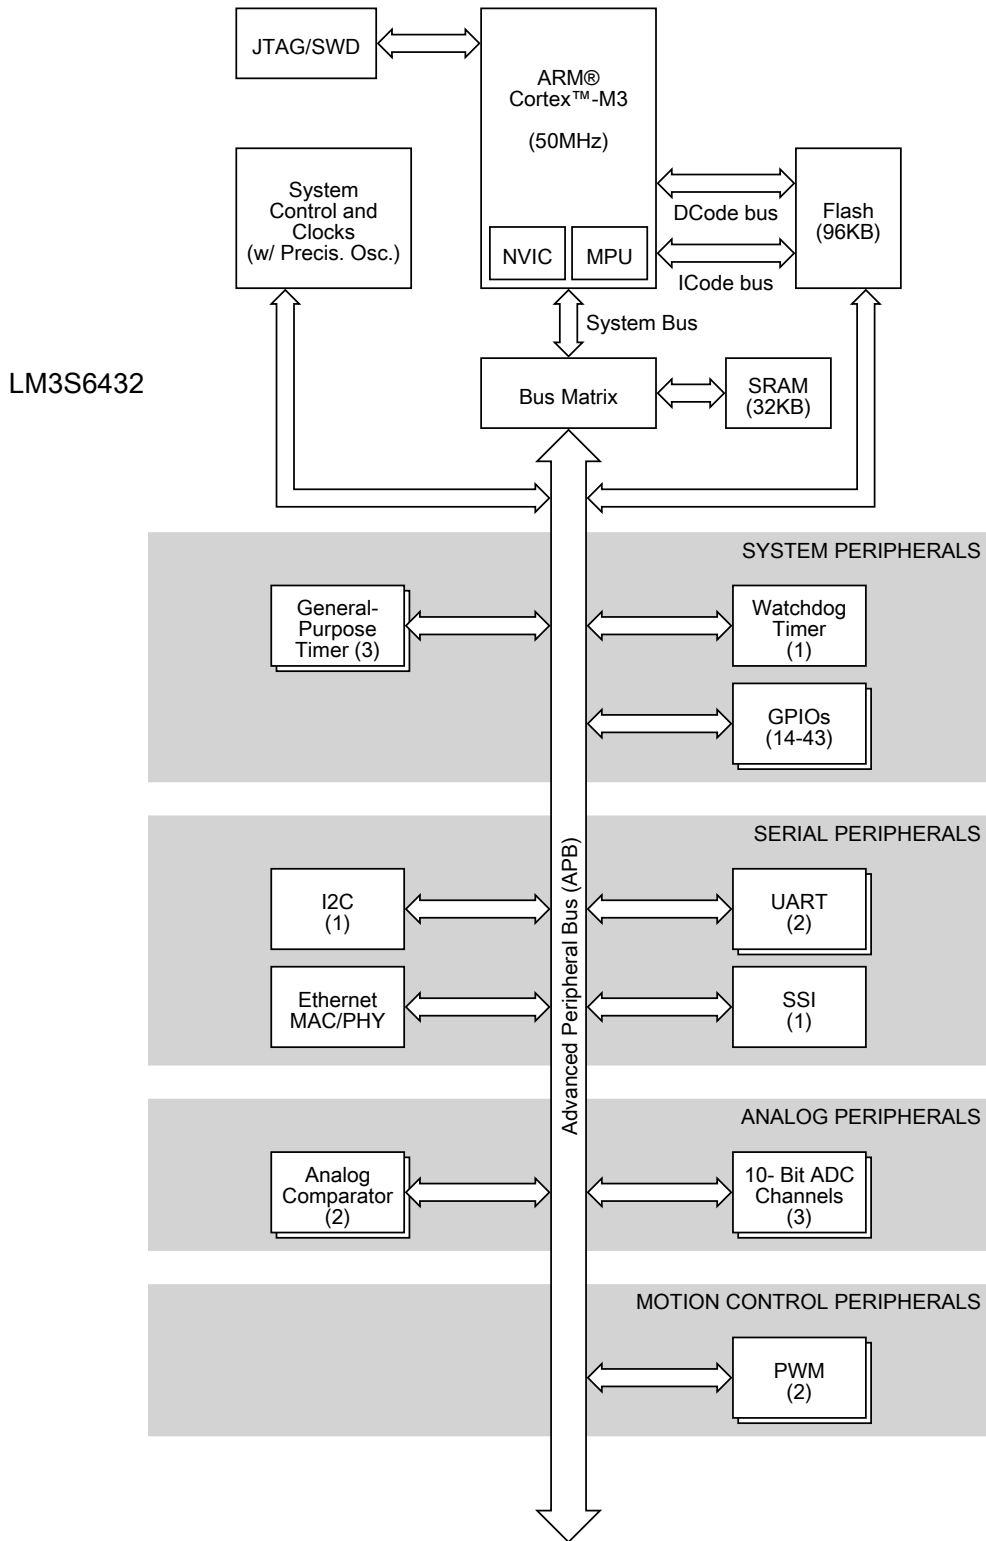 JTAG/SWD
ARM®
Cortex™-M3
(50MHz)
NVIC
MPU
System
Control and
Clocks
(w/ Precis. Osc.)
DCode bus
ICode bus
Flash
(96KB)
System Bus
LM3S6432
Bus Matrix
SRAM
(32KB)
SYSTEM PERIPHERALS
General-
Purpose
Timer (3)
Watchdog
Timer
(1)
GPIOs
(14-43)
Advanced Peripheral Bus (APB)
SERIAL PERIPHERALS
I2C
(1)
UART
(2)
Ethernet
MAC/PHY
SSI
(1)
ANALOG PERIPHERALS
Analog
Comparator
(2)
10- Bit ADC
Channels
(3)
MOTION CONTROL PERIPHERALS
PWM
(2)